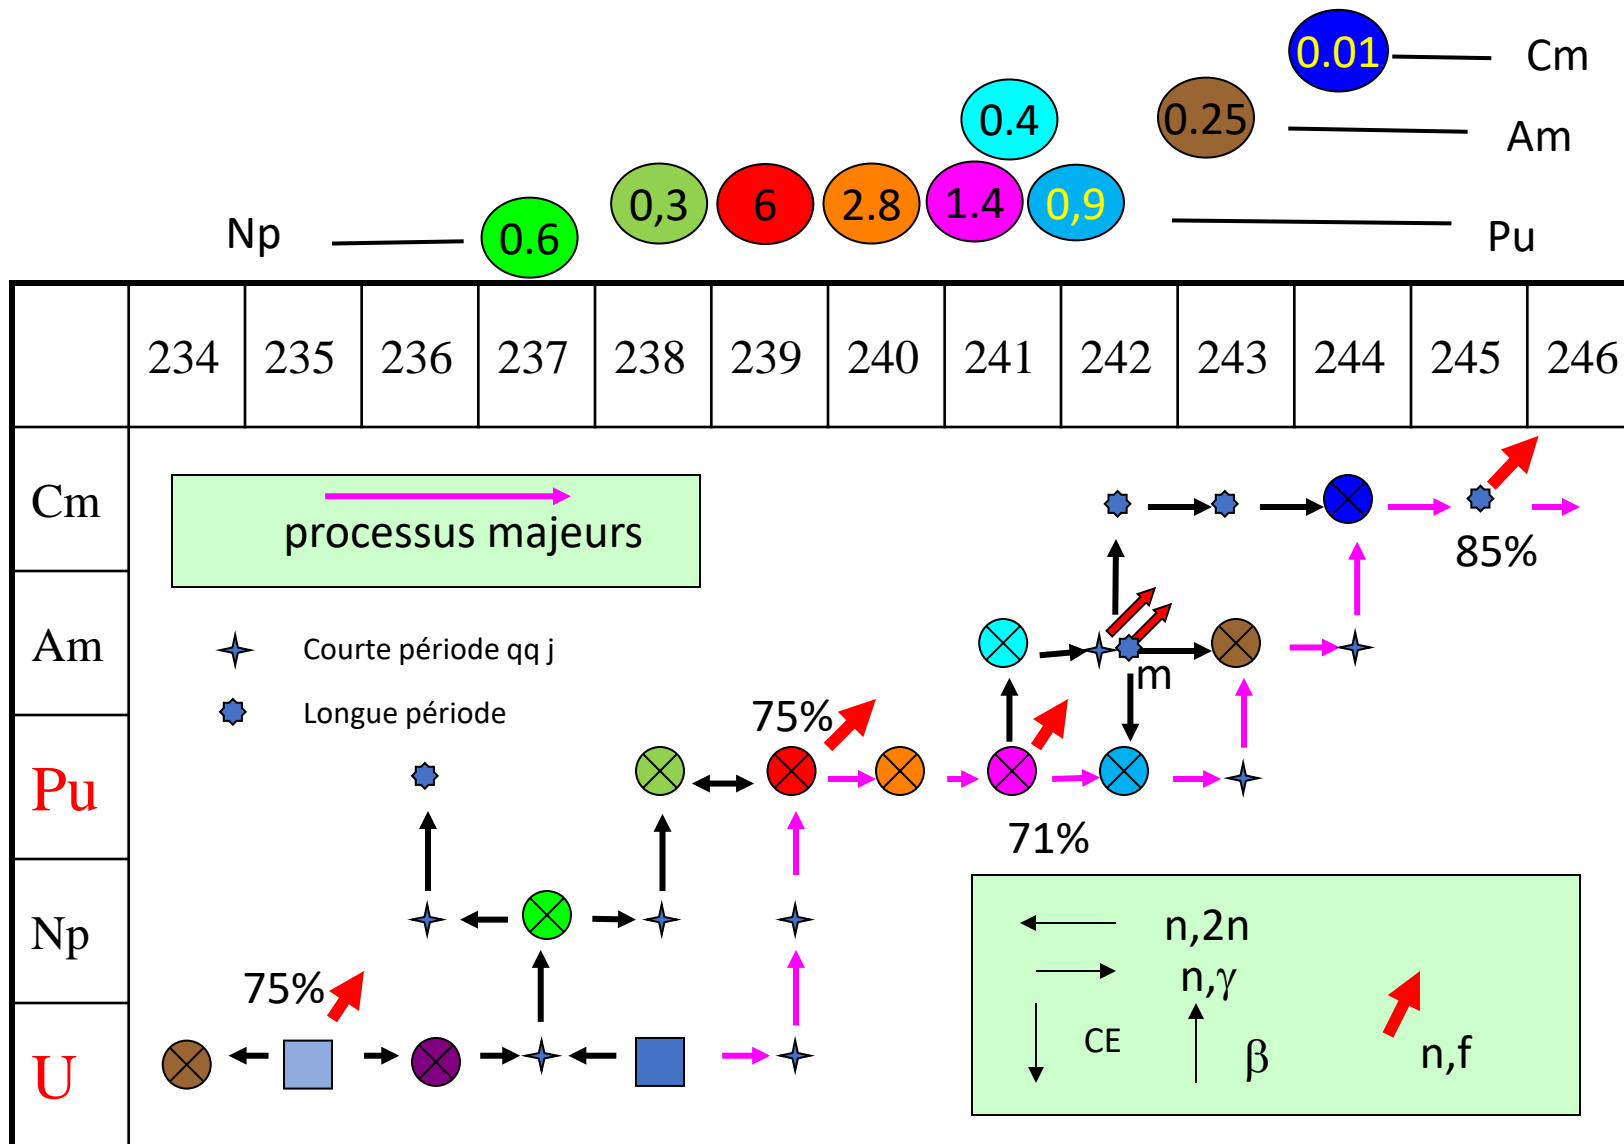 0.01 Cm
0.4 0.25 Am
Np 0.6 0,3 6 2.8 1.4 0,9 Pu
234 235 236 237 238 239 240 241 242 243 244 245 246
Cm
processus majeurs
85%
Am
Courte période qq j
m
Longue période
75%
Pu
71%
Np
n,2n
75%
n,γ
CE
β
n,f
U